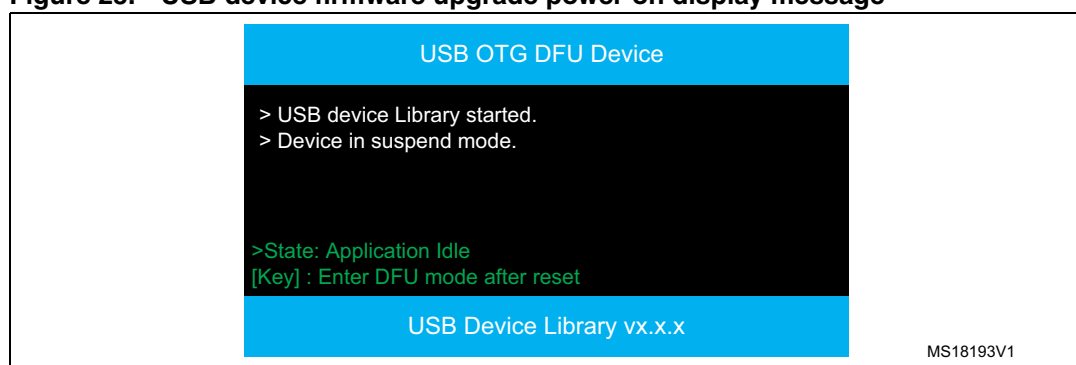 Figure USB device firmware upgrade power on display message
USB OTG DFU Device
> USB device Library started.
> Device in suspend mode.
>State: Application Idle
[Key] : Enter DFU mode after reset
USB Device Library vx.x.x
MS18193V1